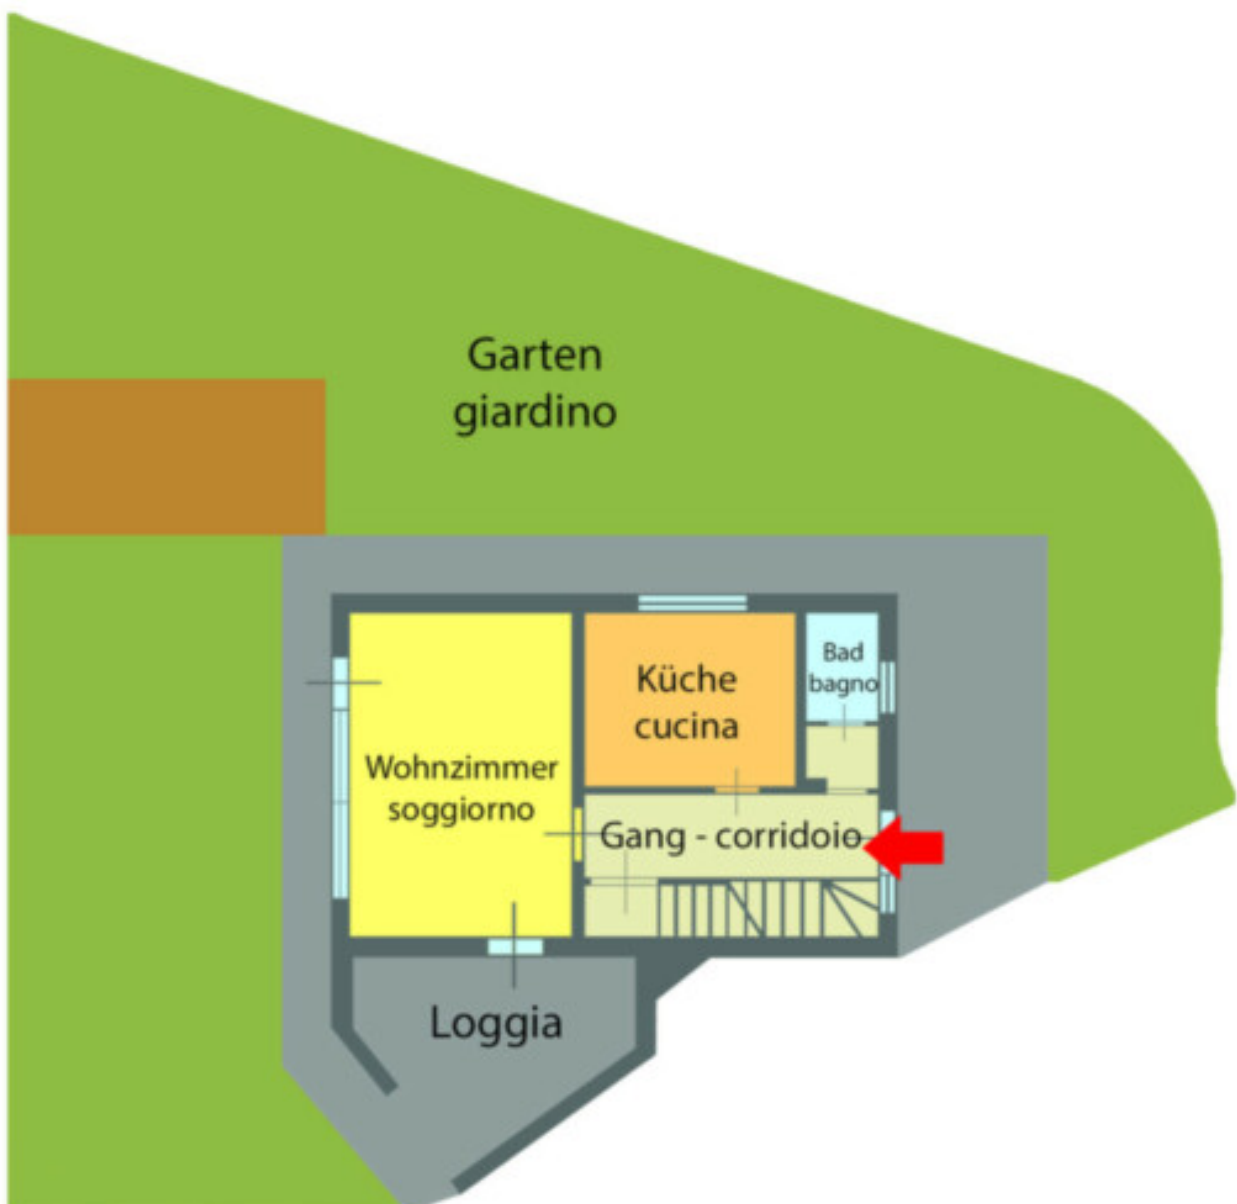 Garten
giardino
Küche
cucina
Bad
bagno
Wohnzimmer
soggiorno
Gang - corridoio
Loggia